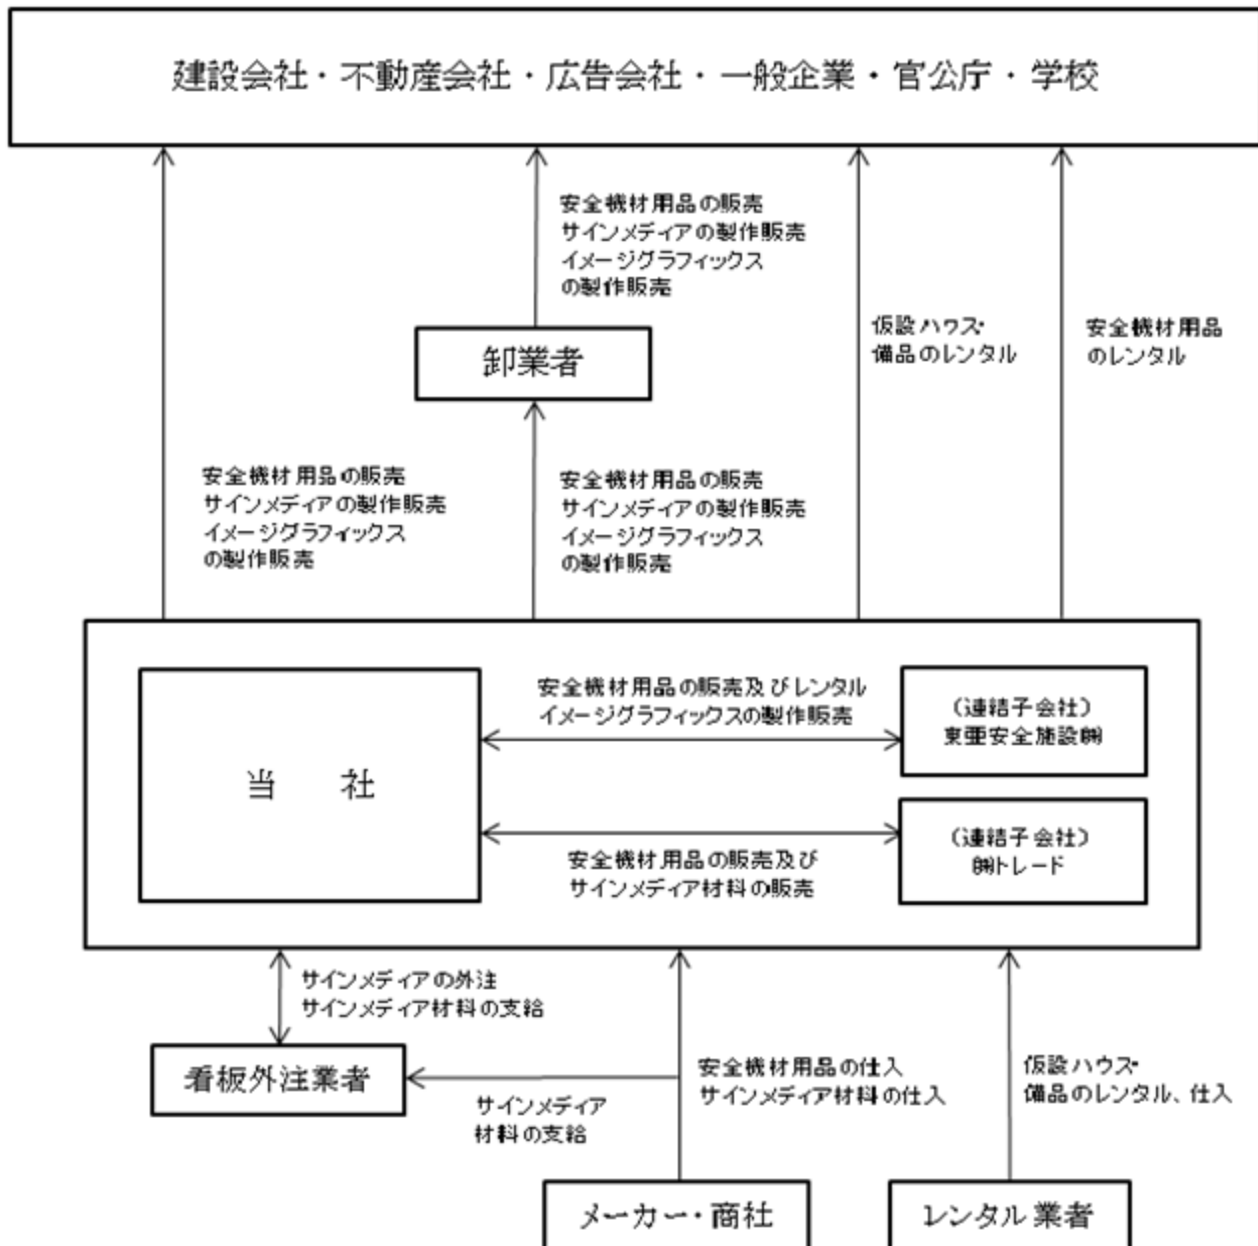 建設会社・不動産会社・広告会社・一般企業・官公庁・学校
安全機材用品の販売
サインメディアの製作販売
イメージグラフィックス
の製作販売
卸業者
仮設ハウス・
備品のレンタル
安全機材用品
のレンタル
安全機材用品の販売
サインメディアの製作販売
イメージグラフィックス
の製作販売
安全機材用品の販売
サインメディアの製作販売
イメージグラフィックス
の製作販売
当 社
安全機材用品の販売及びレンタル
イメージグラフィックスの製作販売
(連結子会社)
東亜安全施設㈱
安全機材用品の販売及び
サインメディア材料の販売
(連結子会社)
㈱トレード
サインメディアの外注
サインメディア材料の支給
看板外注業者
サインメディア
材料の支給
安全機材用品の仕入
サインメディア材料の仕入
仮設ハウス・
備品のレンタル、仕入
メーカー・商社
レンタル業者